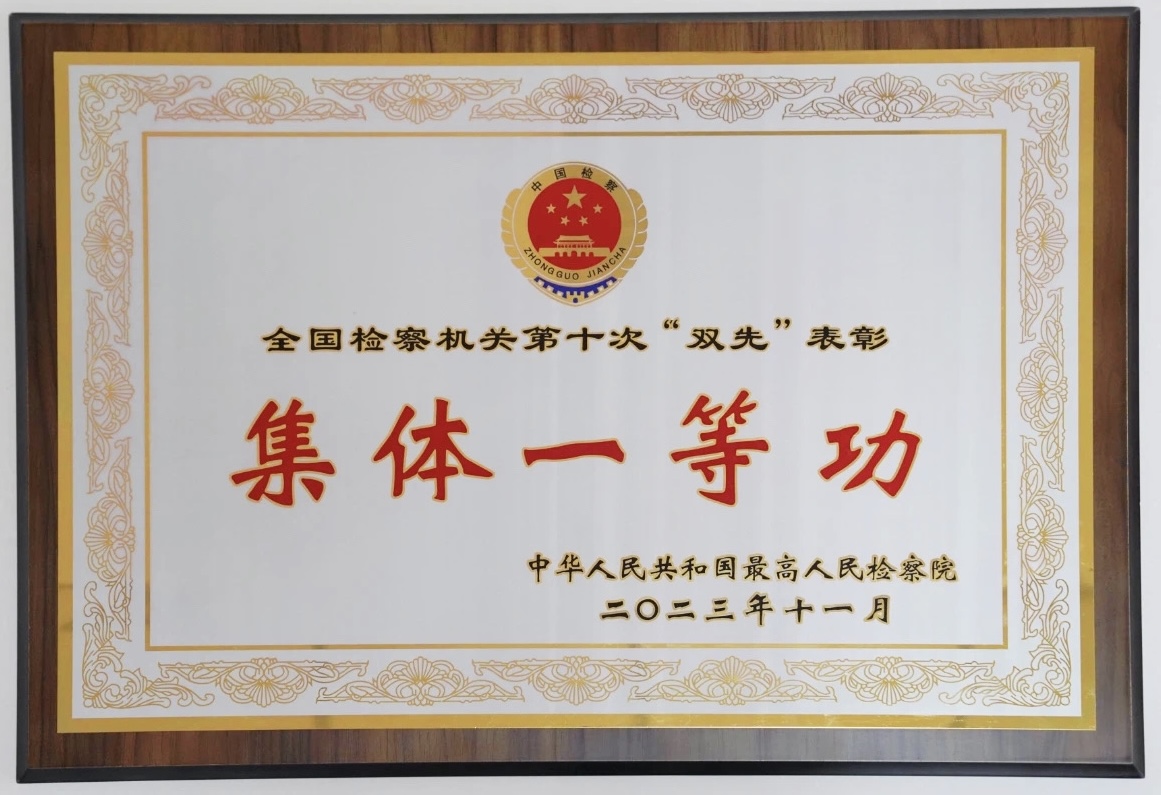 中国检察
ZHONGGUO JIANCHA
全国检察机关第十次“双先”表彰
集体一等功
中华人民共和国最高人民检察院
二〇二三年十一月